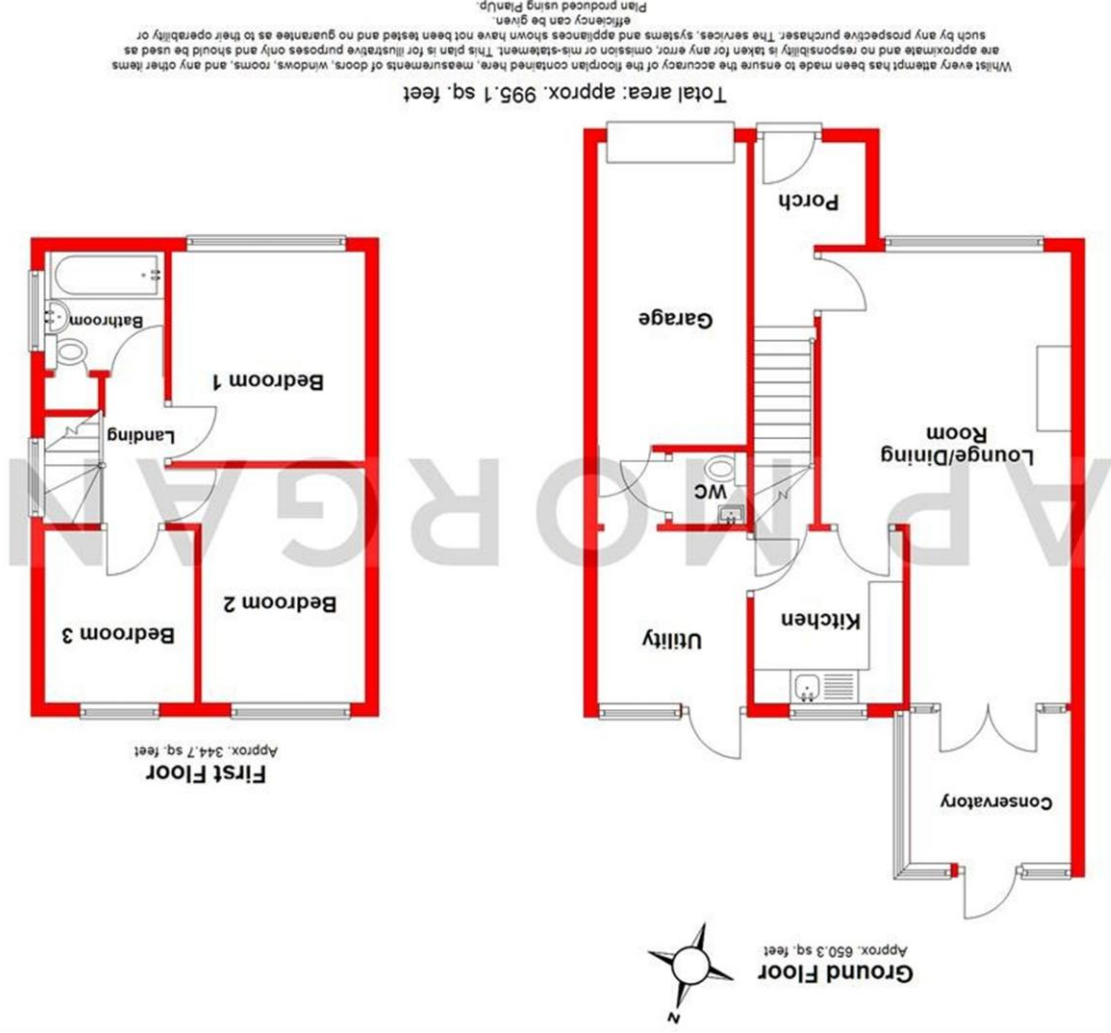 Ground Floor
Approx. 650.3 sq. feet
N
First Floor
Approx. 344.7 sq. feet
Conservatory
Utility
Kitchen
Lounge/Dining
Room
WC
Garage
Porch
Bedroom 2
Bedroom 3
Landing
Bedroom 1
Bathroom
AP MORGAN
Total area: approx. 995.1 sq. feet
Whilst every attempt has been made to ensure the accuracy of the floorplan contained here, measurements of doors, windows, rooms, and any other items
are approximate and no responsibility is taken for any error, omission or mis-statement. This plan is for illustrative purposes only and should be used as
such by any prospective purchaser. The services, systems and appliances shown have not been tested and no guarantee as to their operability or
efficiency can be given.
Plan produced using PlanUp.